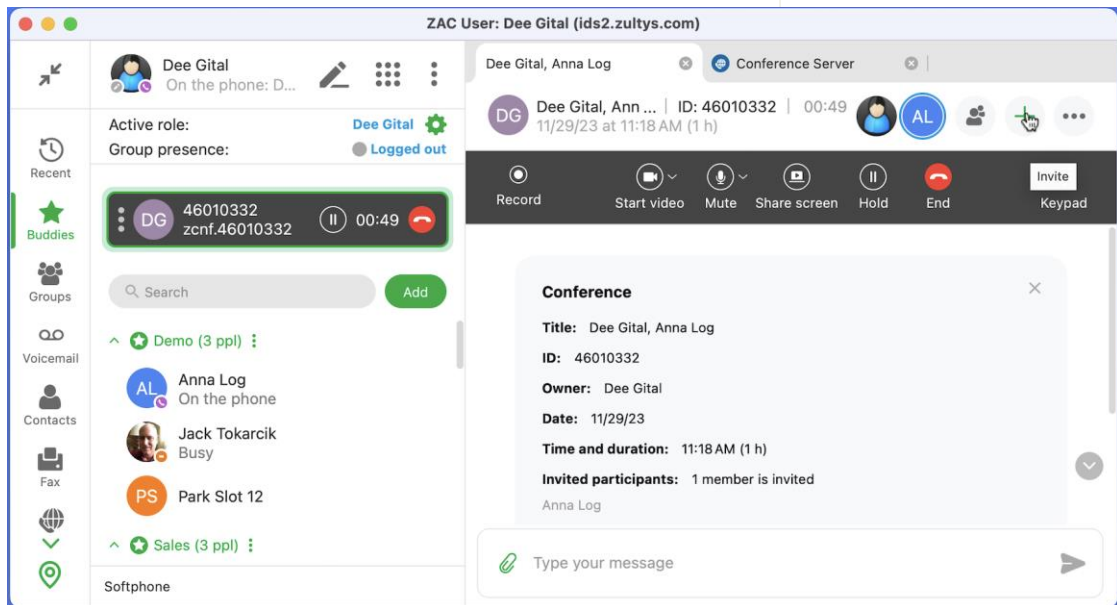 ZAC User: Dee Gital (ids2.zultys.com)
Dee Gital
On the phone: D...
Active role:
Dee Gital
Group presence:
Logged out
Recent
Buddies
Groups
Voicemail
Contacts
Fax
DG
46010332
zcnf.46010332
00:49
Search
Add
Demo (3 ppl)
AL
Anna Log
On the phone
Jack Tokarcik
Busy
PS
Park Slot 12
Sales (3 ppl)
Softphone
Dee Gital, Anna Log
Conference Server
DG
Dee Gital, Ann ... | ID: 46010332 | 00:49
11/29/23 at 11:18 AM (1 h)
AL
Record
Start video
Mute
Share screen
Hold
End
Invite
Keypad
Conference
Title: Dee Gital, Anna Log
ID: 46010332
Owner: Dee Gital
Date: 11/29/23
Time and duration: 11:18 AM (1 h)
Invited participants: 1 member is invited
Anna Log
Type your message